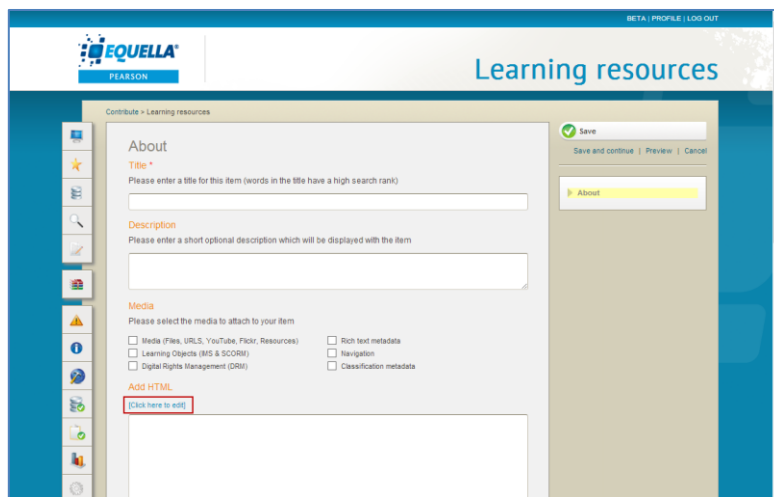 BETA | PROFILE | LOG OUT
EQUELLA®
PEARSON
Learning resources
Contribute > Learning resources
About
Title *
Please enter a title for this item (words in the title have a high search rank)
Description
Please enter a short optional description which will be displayed with the item
Media
Please select the media to attach to your item
Media (Files, URLS, YouTube, Flickr, Resources)
Rich text metadata
Learning Objects (IMS & SCORM)
Navigation
Digital Rights Management (DRM)
Classification metadata
Add HTML
[Click here to edit]
Save
Save and continue | Preview | Cancel
About